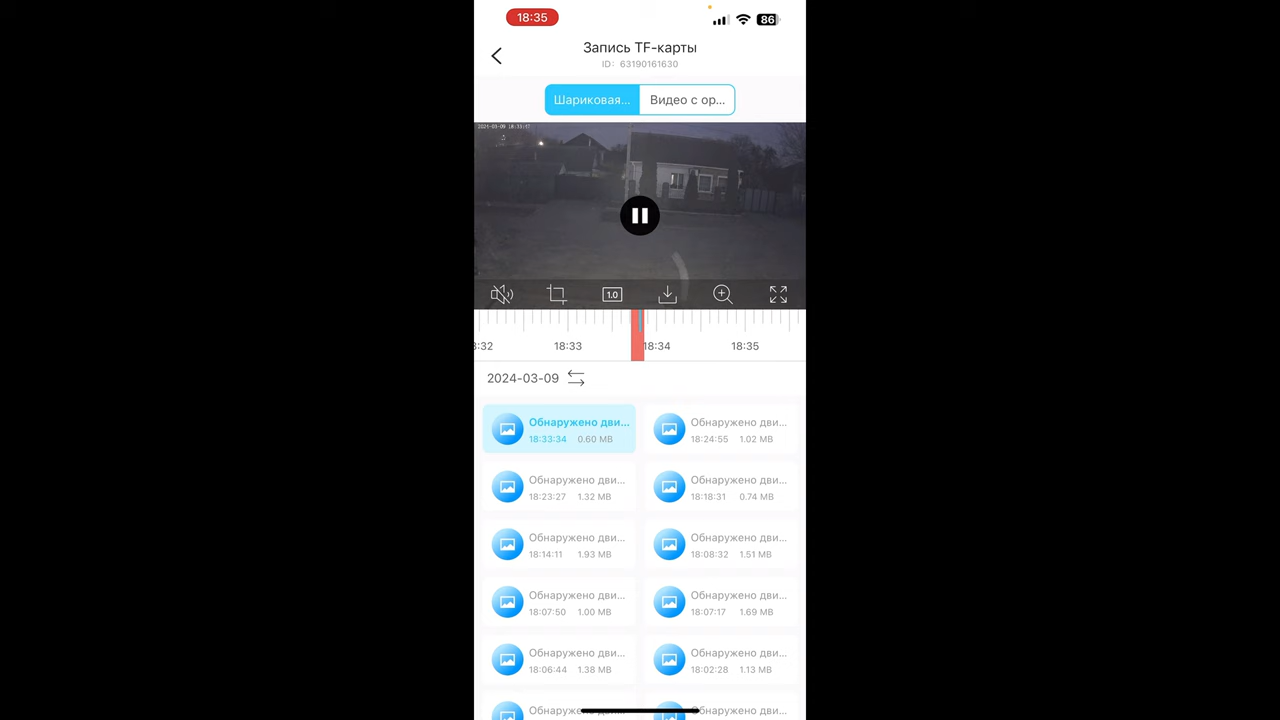 18:35
86
Запись TF-карты
ID: 63190161630
Шариковая... Видео с ор...
1.0
:32 18:33 18:34 18:35
2024-03-09
Обнаружено дви... Обнаружено дви...
18:33:34 0.60 MB 18:24:55 1.02 MB
Обнаружено дви... Обнаружено дви...
18:23:27 1.32 MB 18:18:31 0.74 MB
Обнаружено дви... Обнаружено дви...
18:14:11 1.93 MB 18:08:32 1.51 MB
Обнаружено дви... Обнаружено дви...
18:07:50 1.00 MB 18:07:17 1.69 MB
Обнаружено дви... Обнаружено дви...
18:06:44 1.38 MB 18:02:28 1.13 MB